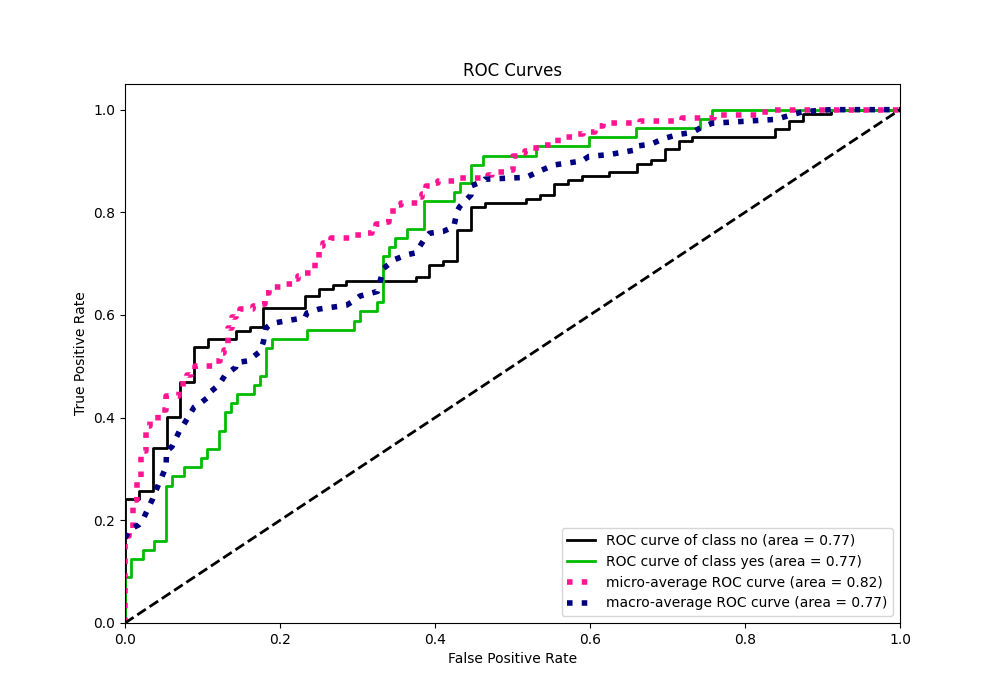 ROC Curves
True Positive Rate
1.0
0.8
0.6
0.4
0.2
0.0
0.0 0.2 0.4 0.6 0.8 1.0
False Positive Rate
ROC curve of class no (area = 0.77)
ROC curve of class yes (area = 0.77)
micro-average ROC curve (area = 0.82)
macro-average ROC curve (area = 0.77)